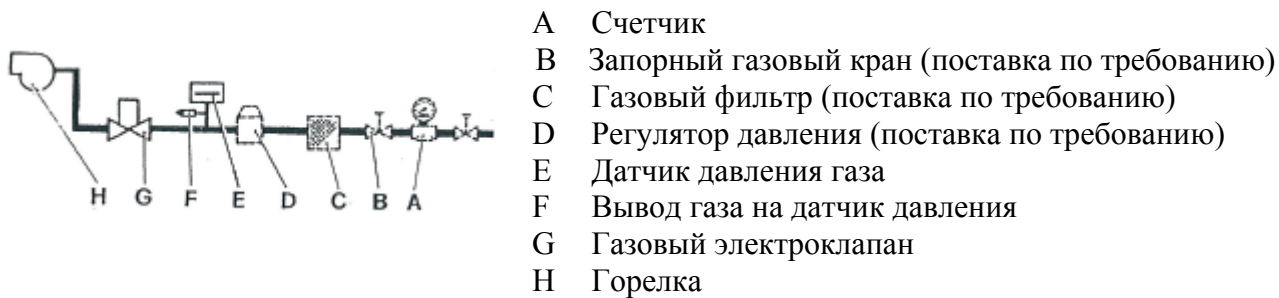 A Счетчик
B Запорный газовый кран (поставка по требованию)
C Газовый фильтр (поставка по требованию)
D Регулятор давления (поставка по требованию)
E Датчик давления газа
F Вывод газа на датчик давления
G Газовый электроклапан
H Горелка
H G F E D C B A